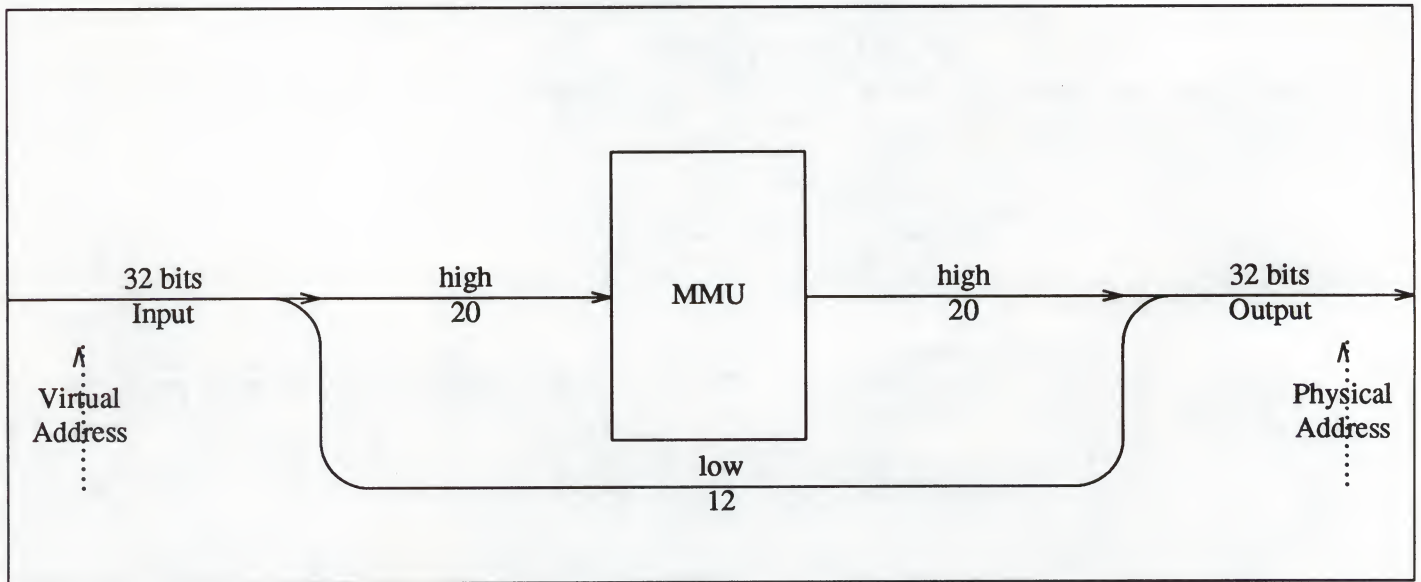 32 bits
Input
high
20
MMU
high
20
32 bits
Output
Virtual
Address
Physical
Address
low
12